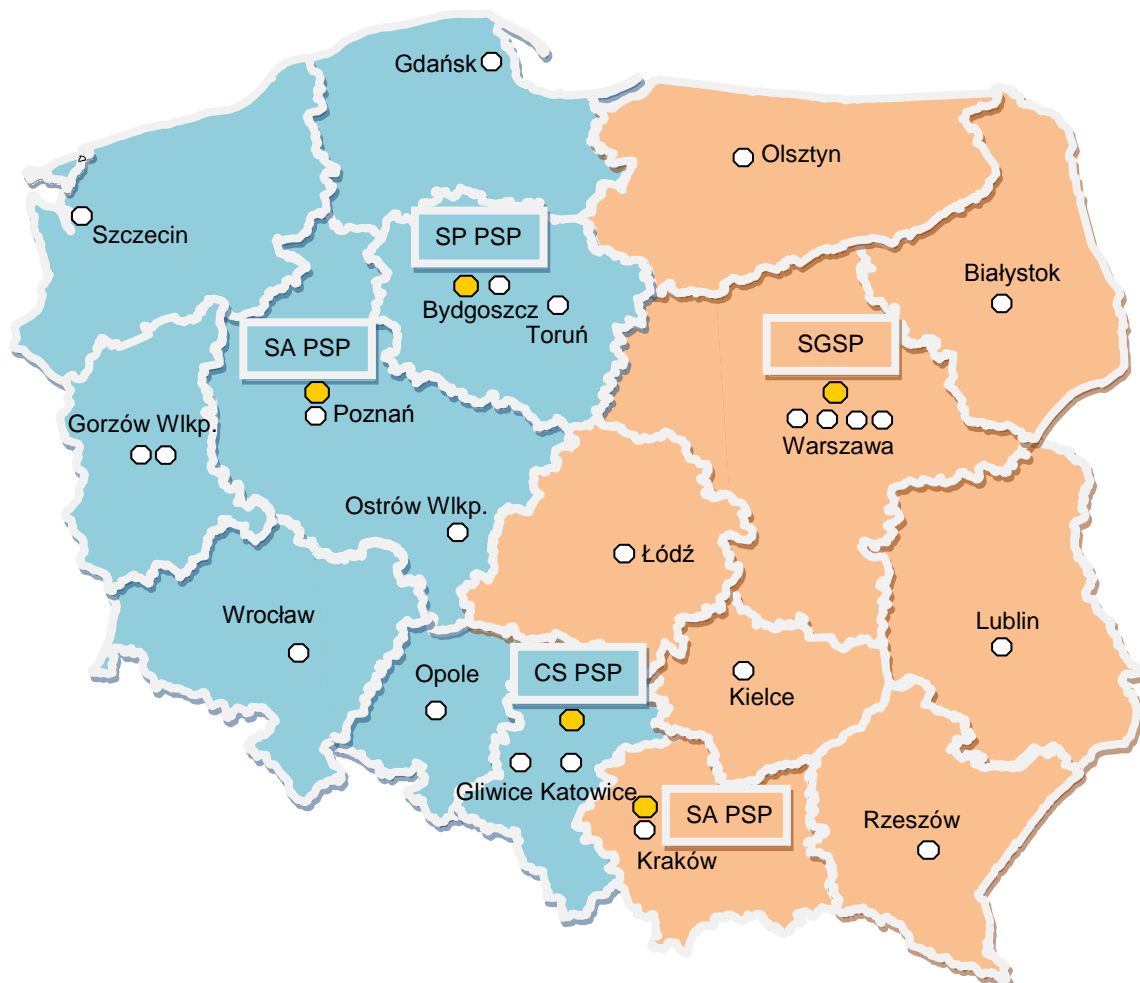 Gdańsk
Olsztyn
Szczecin
SP PSP
Białystok
Bydgoszcz
Toruń
SA PSP
SGSP
Poznań
Gorzów Wlkp.
Warszawa
Ostrów Wlkp.
Łódź
Wrocław
Lublin
Opole
CS PSP
Kielce
Gliwice Katowice
SA PSP
Rzeszów
Kraków